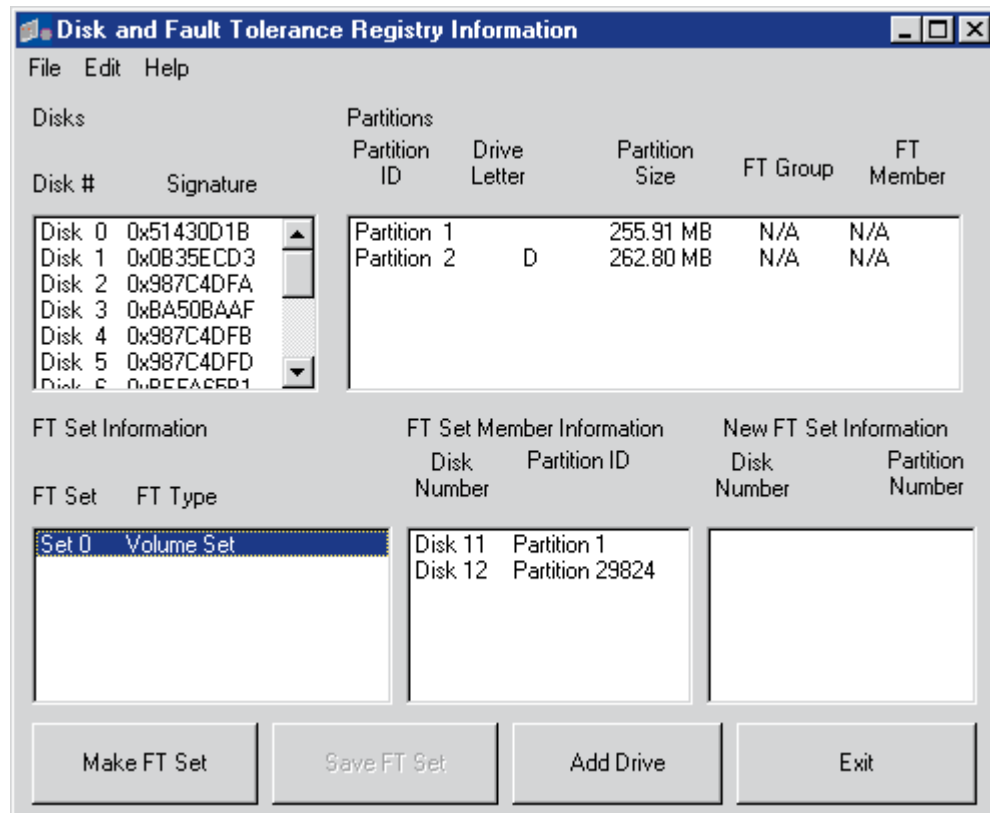 Disk and Fault Tolerance Registry Information
File Edit Help
Disks
Disk # Signature
Disk 0 0x51430D1B
Disk 1 0x0B35ECD3
Disk 2 0x987C4DFA
Disk 3 0xBA50BAAF
Disk 4 0x987C4DFB
Disk 5 0x987C4DFD
Partitions
Partition ID Drive Letter Partition Size FT Group FT Member
Partition 1 255.91 MB N/A N/A
Partition 2 D 262.80 MB N/A N/A
FT Set Information
FT Set FT Type
Set 0 Volume Set
FT Set Member Information
Disk Number Partition ID
Disk 11 Partition 1
Disk 12 Partition 29824
New FT Set Information
Disk Number Partition Number
Make FT Set Save FT Set Add Drive Exit